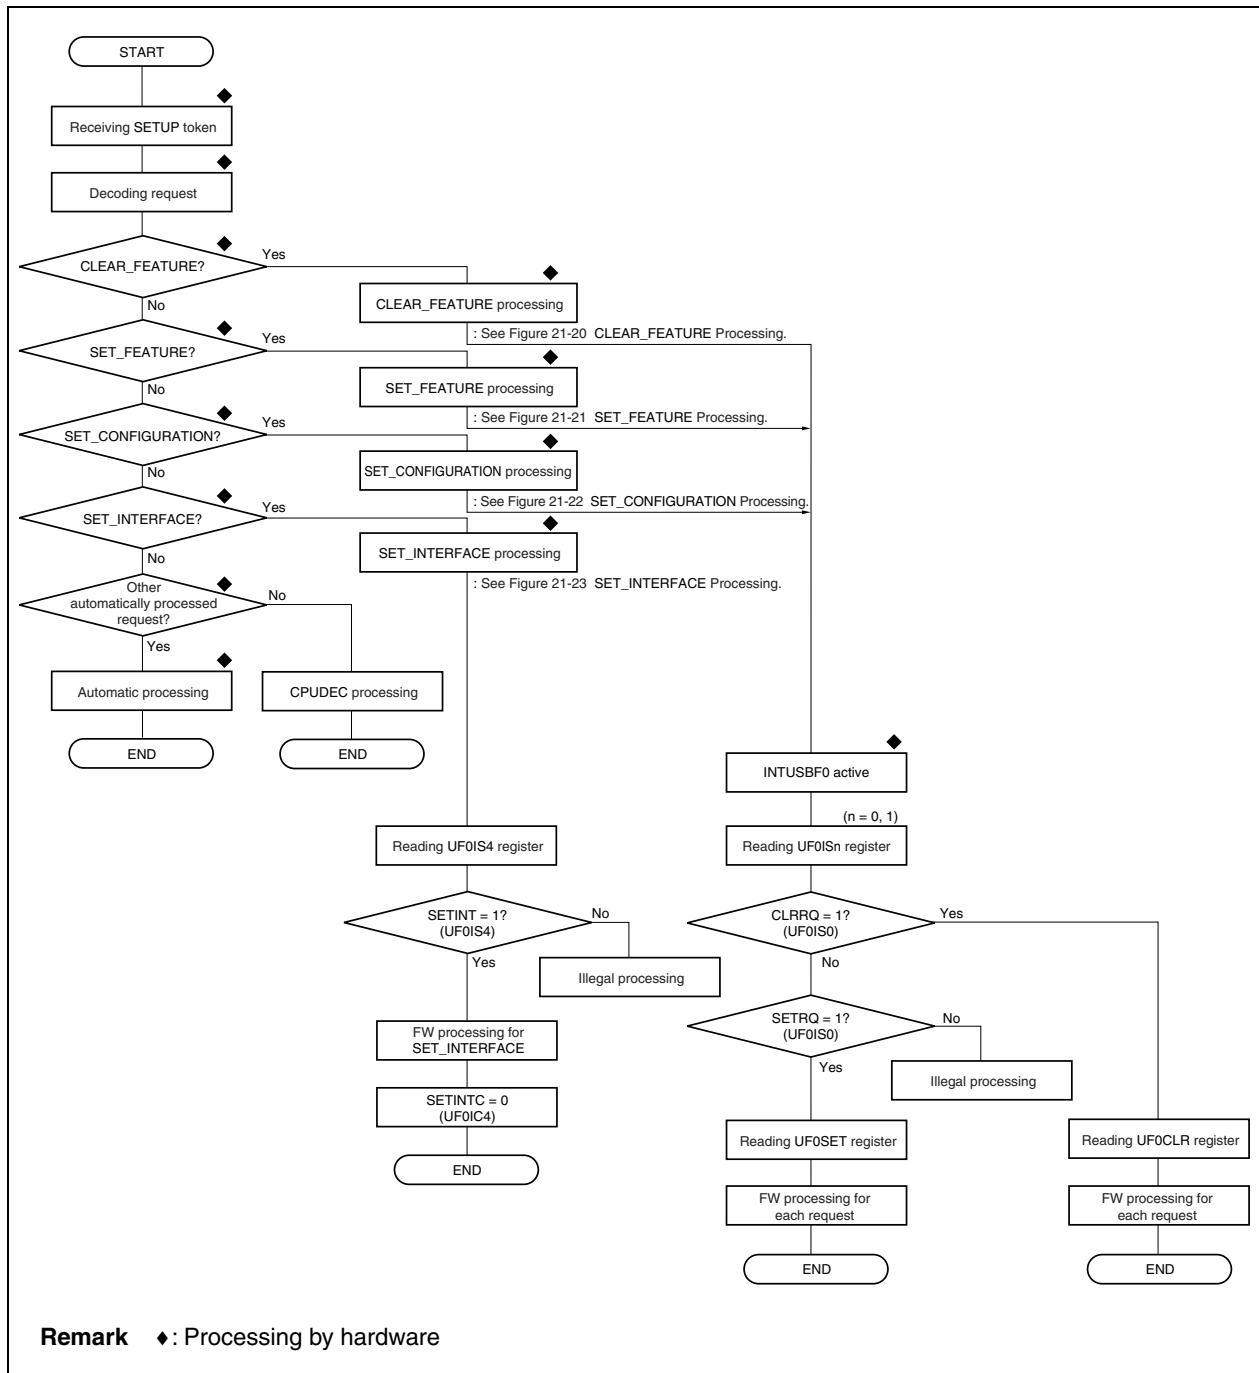 START
Receiving SETUP token
Decoding request
CLEAR_FEATURE?
Yes
No
CLEAR_FEATURE processing
: See Figure 21-20 CLEAR_FEATURE Processing.
SET_FEATURE?
Yes
No
SET_FEATURE processing
: See Figure 21-21 SET_FEATURE Processing.
SET_CONFIGURATION?
Yes
No
SET_CONFIGURATION processing
: See Figure 21-22 SET_CONFIGURATION Processing.
SET_INTERFACE?
Yes
No
SET_INTERFACE processing
: See Figure 21-23 SET_INTERFACE Processing.
Other
automatically processed
request?
No
Yes
Automatic processing
CPUDEC processing
END
END
INTUSBF0 active
(n = 0, 1)
Reading UF0IS4 register
Reading UF0ISn register
SETINT = 1?
(UF0IS4)
No
Yes
Illegal processing
CLRRQ = 1?
(UF0IS0)
Yes
No
FW processing for
SET_INTERFACE
SETRQ = 1?
(UF0IS0)
No
Yes
Illegal processing
SETINTC = 0
(UF0IC4)
END
Reading UF0SET register
Reading UF0CLR register
FW processing for
each request
FW processing for
each request
END
END
Remark ♦: Processing by hardware